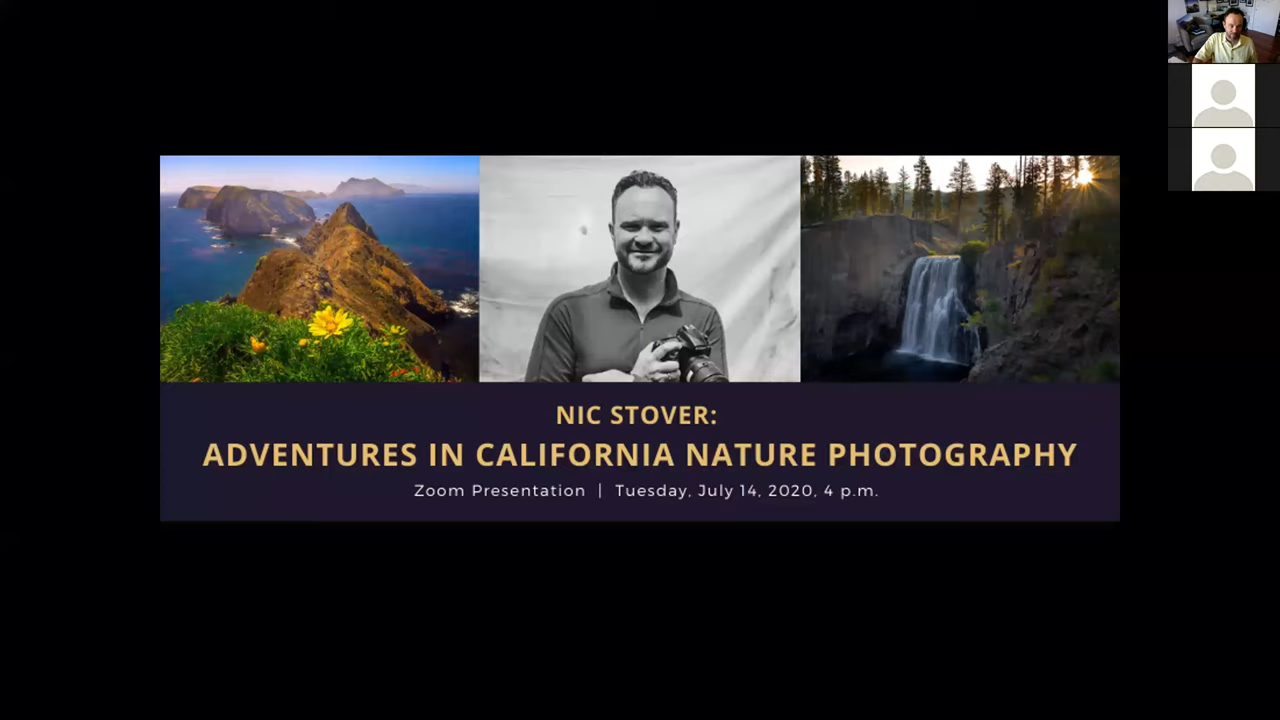 NIC STOVER:
ADVENTURES IN CALIFORNIA NATURE PHOTOGRAPHY
Zoom Presentation | Tuesday, July 14, 2020, 4 p.m.